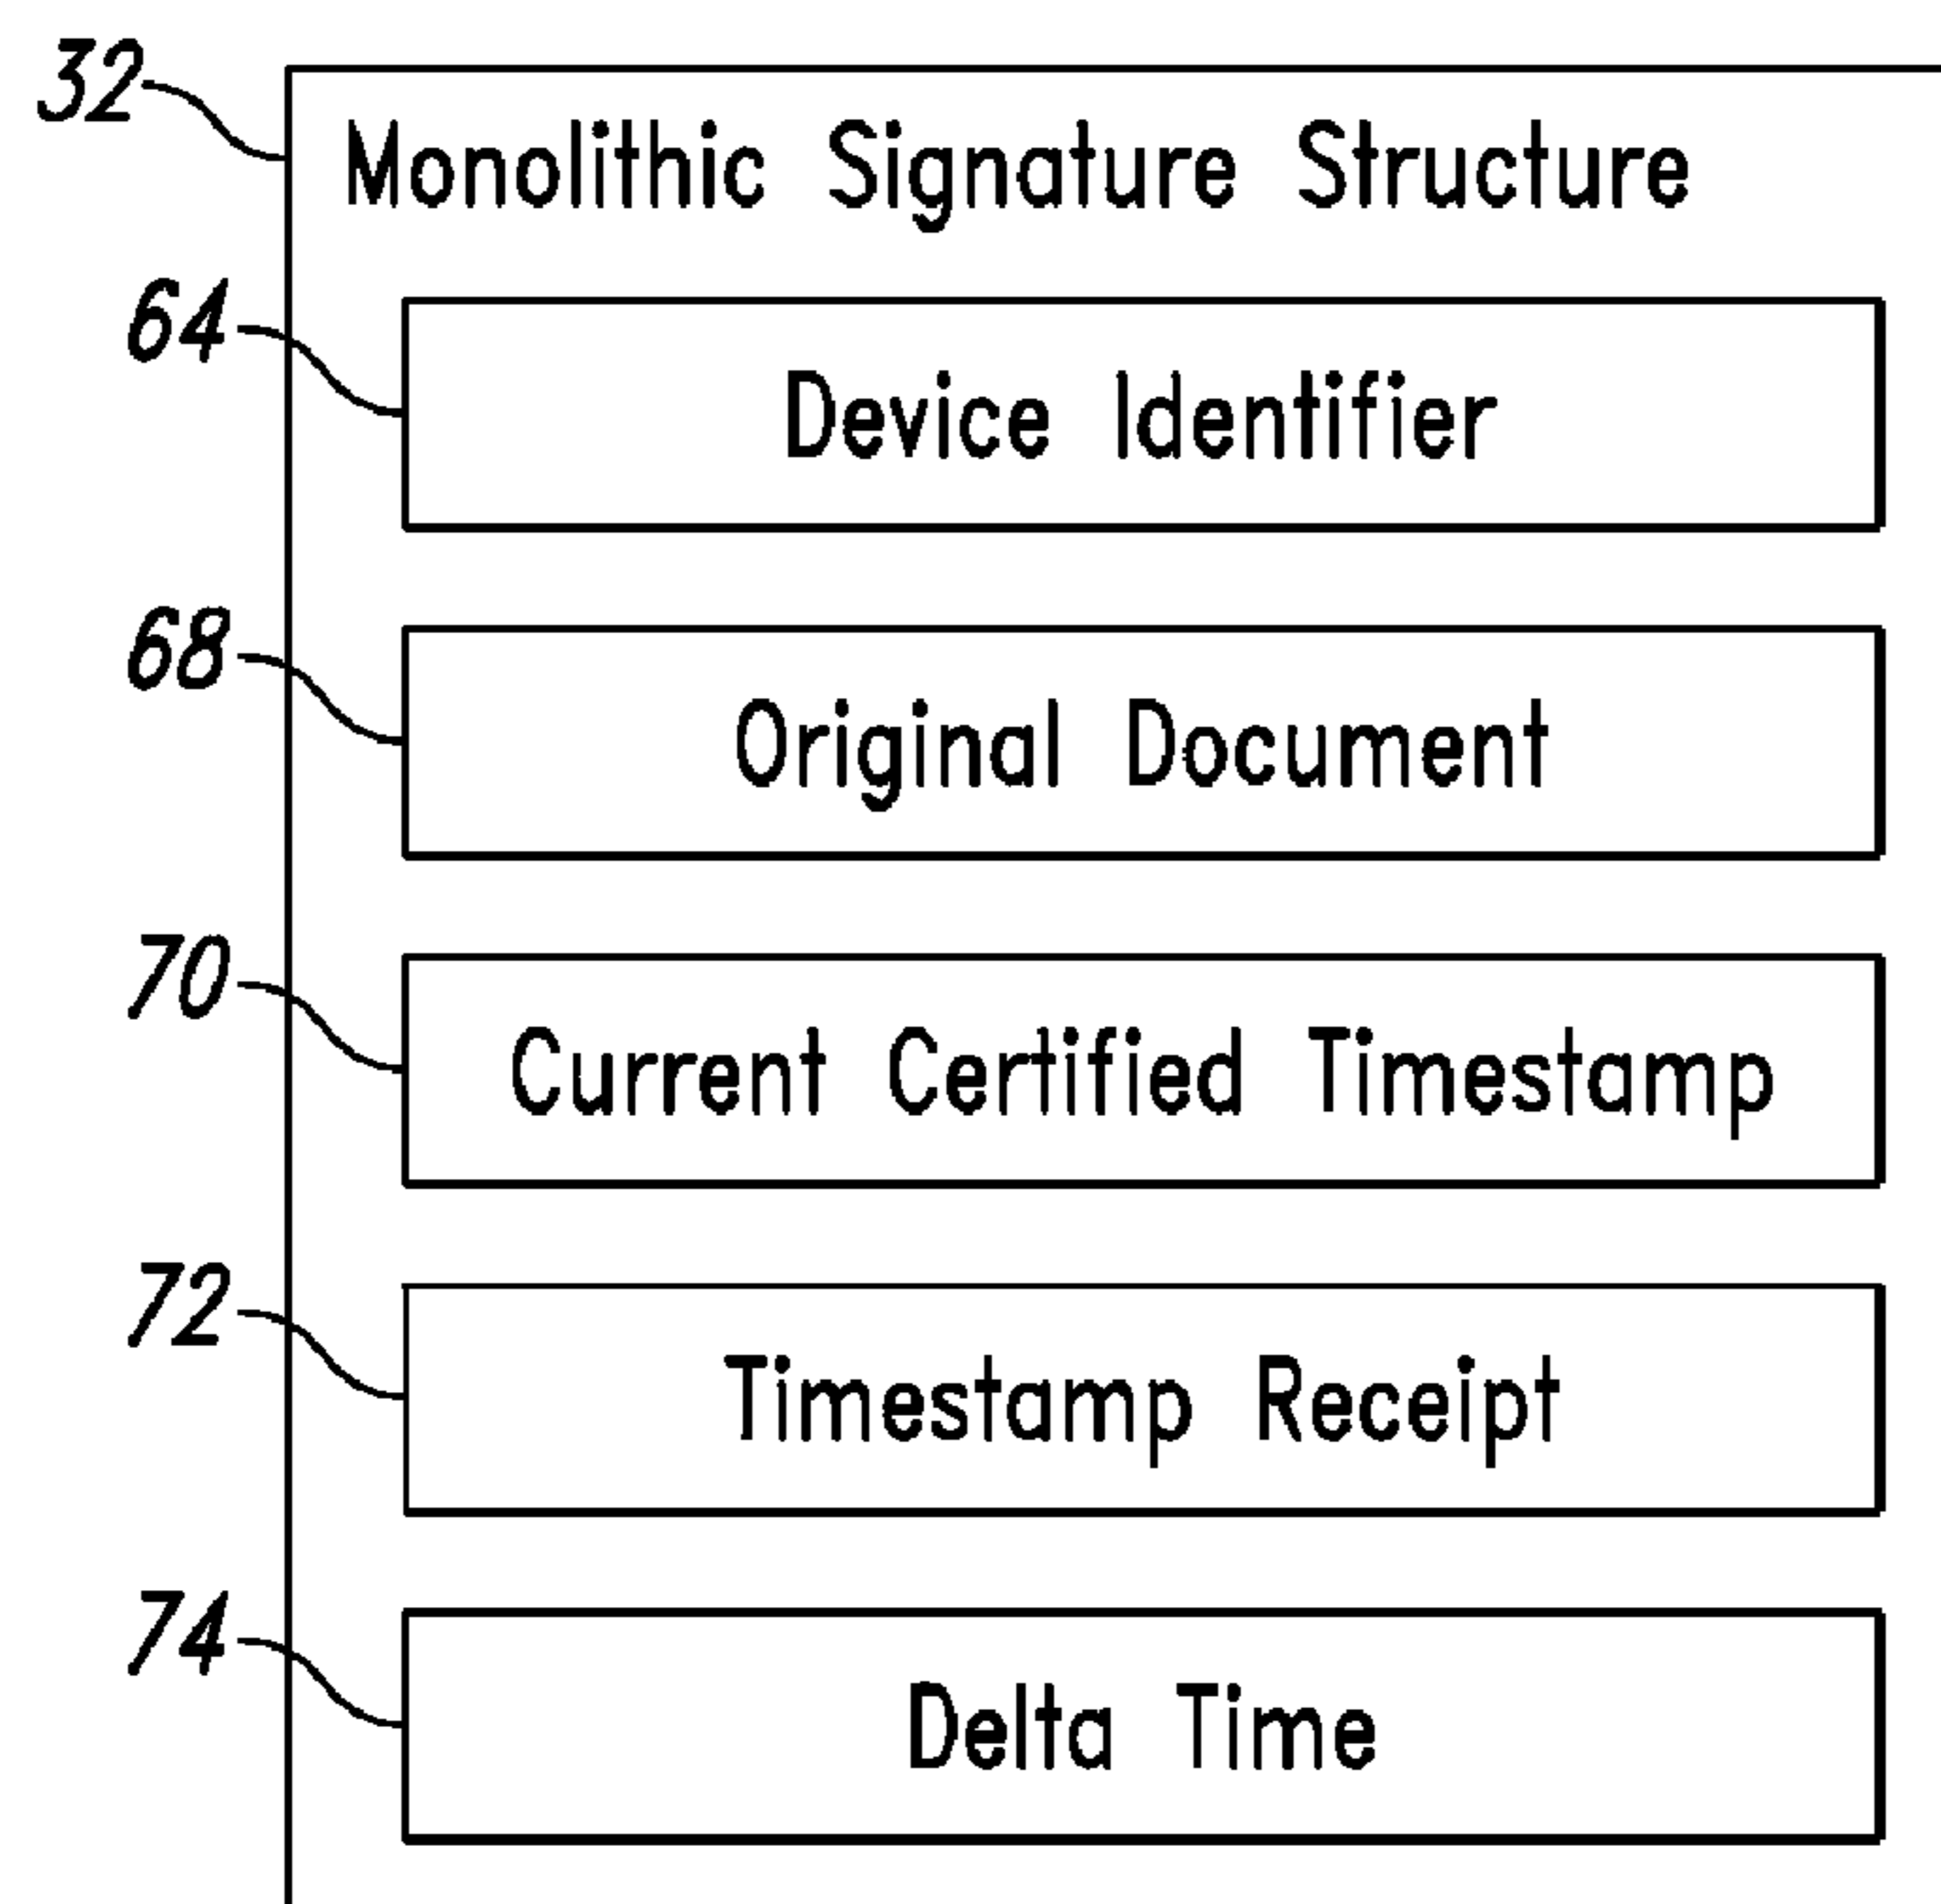 32
Monolithic Signature Structure
64
Device Identifier
68
Original Document
70
Current Certified Timestamp
72
Timestamp Receipt
74
Delta Time